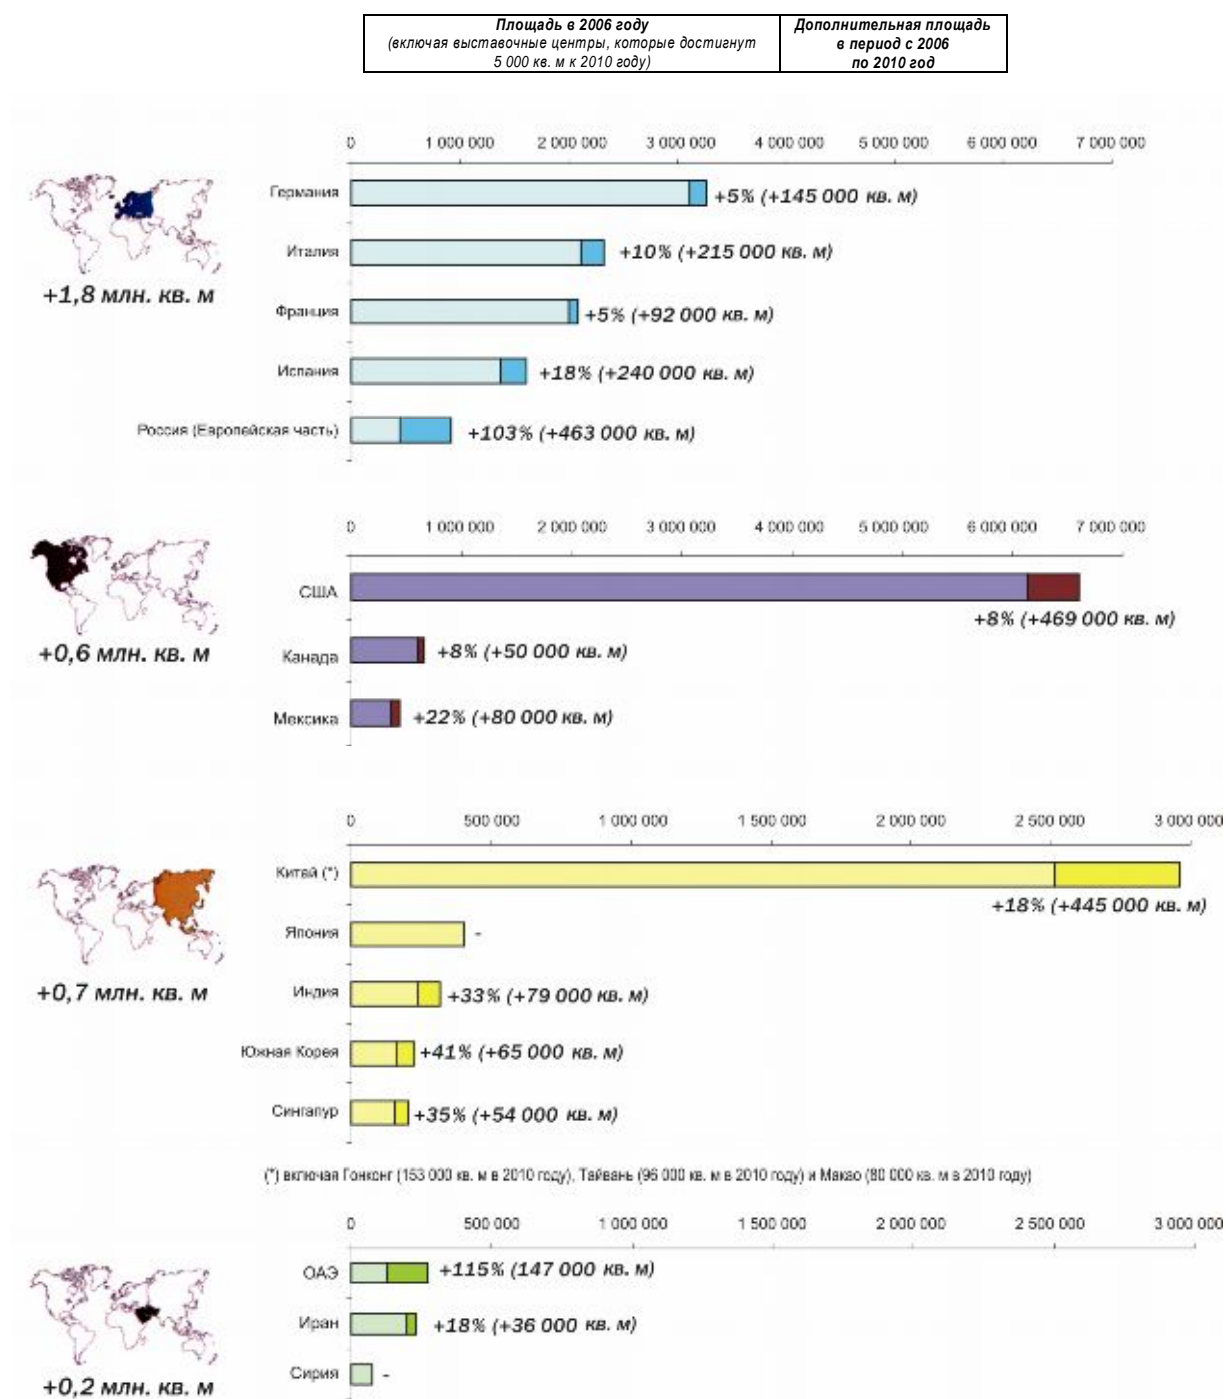 Площадь в 2006 году
(включая выставочные центры, которые достигнут
5 000 кв. м к 2010 году)
Дополнительная площадь
в период с 2006
по 2010 год
0 1 000 000 2 000 000 3 000 000 4 000 000 5 000 000 6 000 000 7 000 000
Германия +5% (+145 000 кв. м)
Италия +10% (+215 000 кв. м)
+1,8 млн. кв. м
Франция +5% (+92 000 кв. м)
Испания +18% (+240 000 кв. м)
Россия (Европейская часть) +103% (+463 000 кв. м)
0 1 000 000 2 000 000 3 000 000 4 000 000 5 000 000 6 000 000 7 000 000
США
+8% (+469 000 кв. м)
+0,6 млн. кв. м
Канада +8% (+50 000 кв. м)
Мексика +22% (+80 000 кв. м)
0 500 000 1 000 000 1 500 000 2 000 000 2 500 000 3 000 000
Китай (*)
+18% (+445 000 кв. м)
Япония -
+0,7 млн. кв. м
Индия +33% (+79 000 кв. м)
Южная Корея +41% (+65 000 кв. м)
Сингапур +35% (+54 000 кв. м)
(*) включая Гонконг (153 000 кв. м в 2010 году), Тайвань (96 000 кв. м в 2010 году) и Макао (80 000 кв. м в 2010 году)
0 500 000 1 000 000 1 500 000 2 000 000 2 500 000 3 000 000
ОАЭ +115% (147 000 кв. м)
Иран +18% (+36 000 кв. м)
Сирия -
+0,2 млн. кв. м